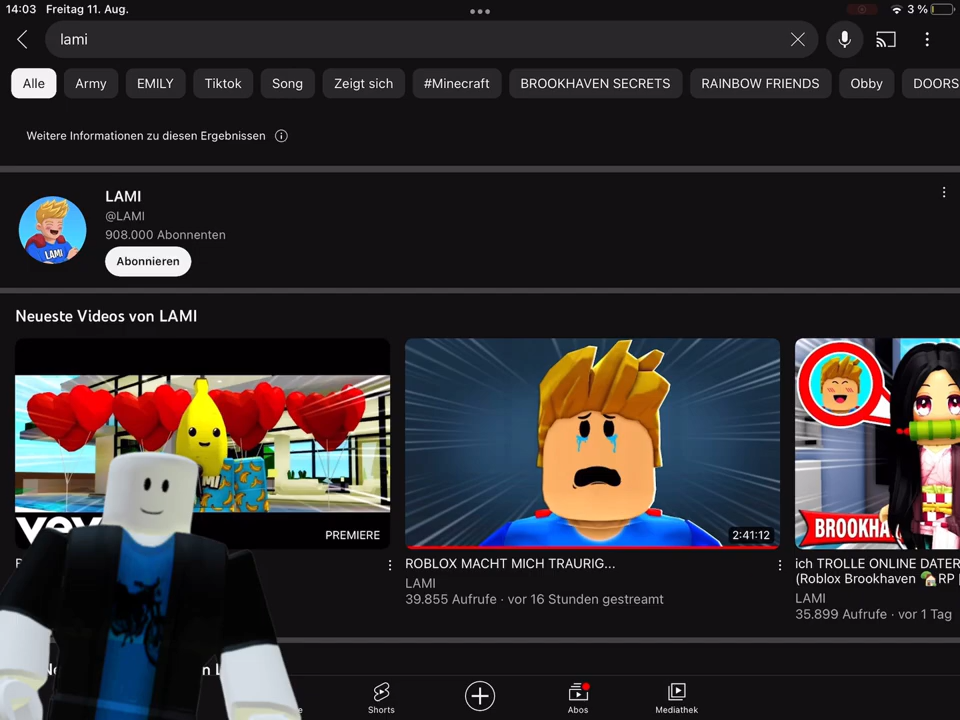 14:03 Freitag 11. Aug.
3 %
lami
Alle Army EMILY Tiktok Song Zeigt sich #Minecraft BROOKHAVEN SECRETS RAINBOW FRIENDS Obby DOORS
Weitere Informationen zu diesen Ergebnissen
LAMI
@LAMI
908.000 Abonnenten
Abonnieren
LAMI
Neueste Videos von LAMI
vevo
PREMIERE
2:41:12
BROOKHA
ROBLOX MACHT MICH TRAURIG...
LAMI
39.855 Aufrufe · vor 16 Stunden gestreamt
ich TROLLE ONLINE DATER
(Roblox Brookhaven 🏡RP
LAMI
35.899 Aufrufe · vor 1 Tag
Shorts
Abos
Mediathek